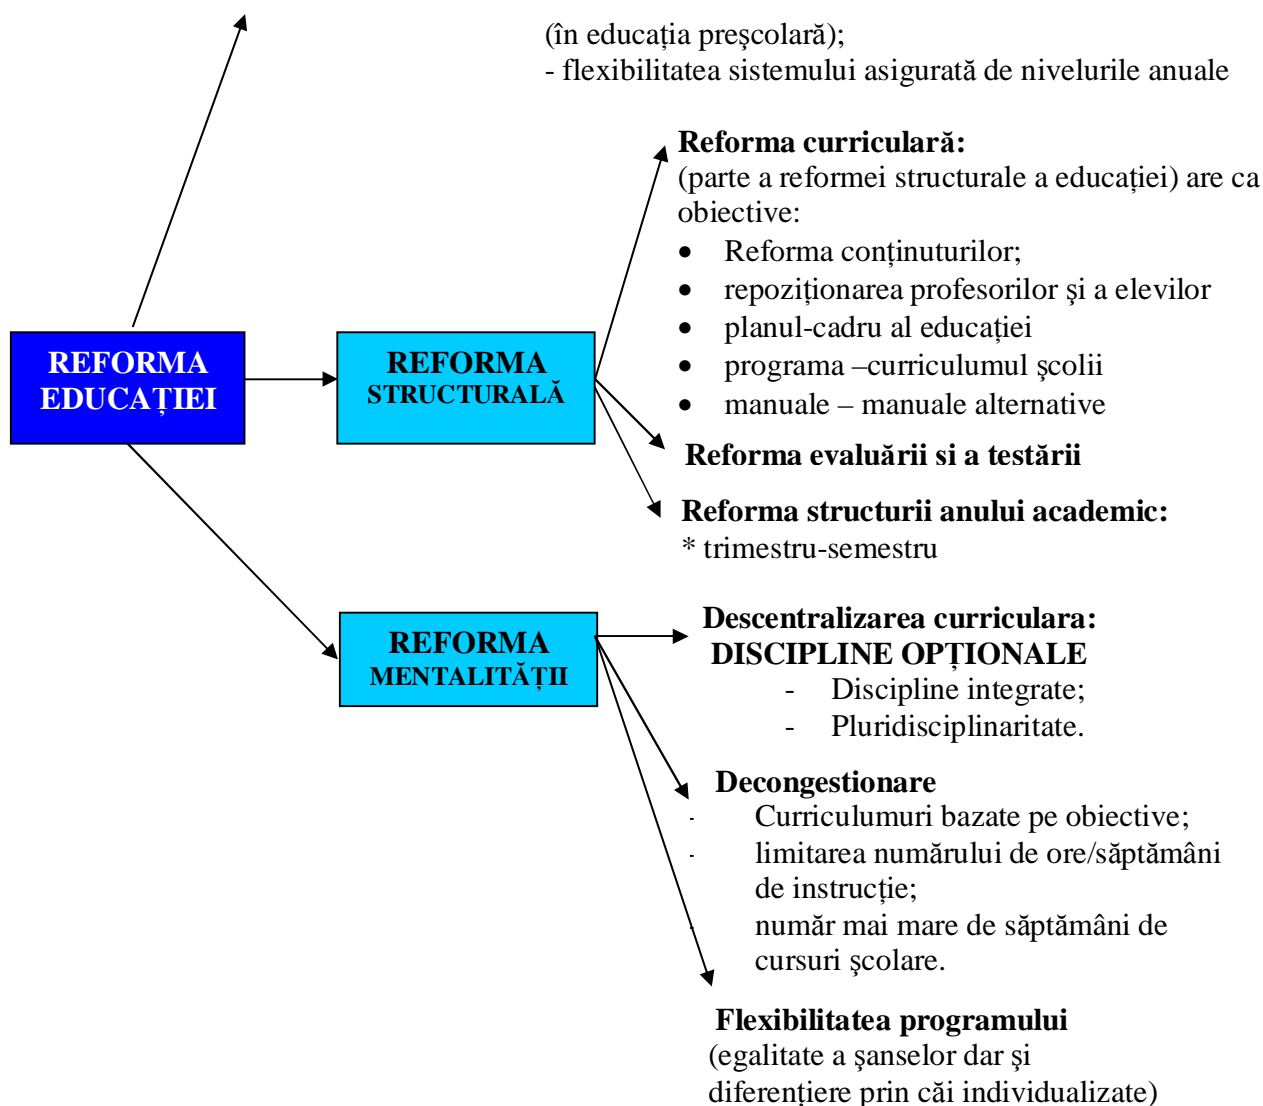 (în educația preşcolară);
- flexibilitatea sistemului asigurată de nivelurile anuale
Reforma curriculară:
(parte a reformei structurale a educației) are ca
obiective:
• Reforma conținuturilor;
• repoziționarea profesorilor şi a elevilor
• planul-cadru al educației
• programa –curriculumul şcolii
• manuale – manuale alternative
REFORMA
EDUCAȚIEI
REFORMA
STRUCTURALĂ
Reforma evaluării si a testării
Reforma structurii anului academic:
* trimestru-semestru
REFORMA
MENTALITĂȚII
Descentralizarea curriculara:
DISCIPLINE OPȚIONALE
- Discipline integrate;
- Pluridisciplinaritate.
Decongestionare
- Curriculumuri bazate pe obiective;
- limitarea numărului de ore/săptămâni
de instrucție;
- număr mai mare de săptămâni de
cursuri şcolare.
Flexibilitatea programului
(egalitate a şanselor dar şi
diferențiere prin căi individualizate)